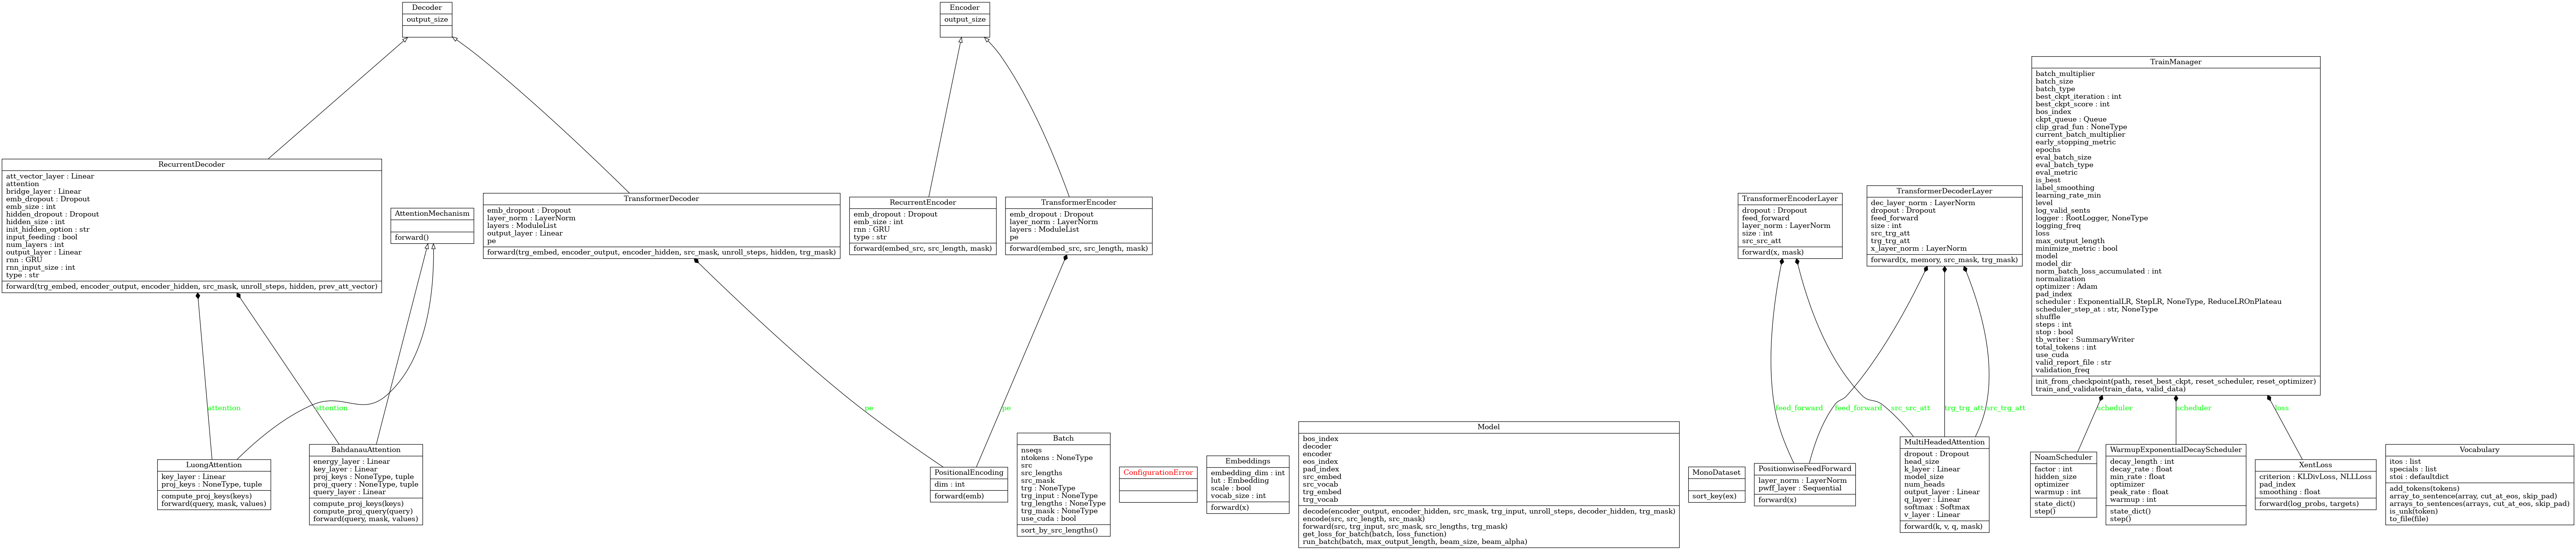 Decoder
output_size
Encoder
output_size
TrainManager
batch_multiplier
batch_size
batch_type
best_ckpt_iteration : int
best_ckpt_score : int
bos_index
ckpt_queue : Queue
clip_grad_fun : NoneType
current_batch_multiplier
early_stopping_metric
epochs
eval_batch_size
eval_batch_type
eval_metric
is_best
label_smoothing
learning_rate_min
level
log_valid_sents
logger : RootLogger, NoneType
logging_freq
loss
max_output_length
minimize_metric : bool
model
model_dir
norm_batch_loss_accumulated : int
normalization
optimizer : Adam
pad_index
scheduler : ExponentialLR, StepLR, NoneType, ReduceLROnPlateau
scheduler_step_at : str, NoneType
shuffle
steps : int
stop : bool
tb_writer : SummaryWriter
total_tokens : int
use_cuda
valid_report_file : str
validation_freq
init_from_checkpoint(path, reset_best_ckpt, reset_scheduler, reset_optimizer)
train_and_validate(train_data, valid_data)
RecurrentDecoder
att_vector_layer : Linear
attention
bridge_layer : Linear
emb_dropout : Dropout
emb_size : int
hidden_dropout : Dropout
hidden_size : int
init_hidden_option : str
input_feeding : bool
num_layers : int
output_layer : Linear
rnn : GRU
rnn_input_size : int
type : str
forward(trg_embed, encoder_output, encoder_hidden, src_mask, unroll_steps, hidden, prev_att_vector)
AttentionMechanism
forward()
TransformerDecoder
emb_dropout : Dropout
layer_norm : LayerNorm
layers : ModuleList
output_layer : Linear
pe
forward(trg_embed, encoder_output, encoder_hidden, src_mask, unroll_steps, hidden, trg_mask)
RecurrentEncoder
emb_dropout : Dropout
emb_size : int
rnn : GRU
type : str
forward(embed_src, src_length, mask)
TransformerEncoder
emb_dropout : Dropout
layer_norm : LayerNorm
layers : ModuleList
pe
forward(embed_src, src_length, mask)
TransformerEncoderLayer
dropout : Dropout
feed_forward
layer_norm : LayerNorm
size : int
src_src_att
forward(x, mask)
TransformerDecoderLayer
dec_layer_norm : LayerNorm
dropout : Dropout
feed_forward
size : int
src_trg_att
trg_trg_att
x_layer_norm : LayerNorm
forward(x, memory, src_mask, trg_mask)
attention
attention
pe
pe
feed_forward
feed_forward
src_src_att
trg_trg_att
src_trg_att
scheduler
scheduler
loss
LuongAttention
key_layer : Linear
proj_keys : NoneType, tuple
compute_proj_keys(keys)
forward(query, mask, values)
BahdanauAttention
energy_layer : Linear
key_layer : Linear
proj_keys : NoneType, tuple
proj_query : NoneType, tuple
query_layer : Linear
compute_proj_keys(keys)
compute_proj_query(query)
forward(query, mask, values)
PositionalEncoding
dim : int
forward(emb)
Batch
nseqs
ntokens : NoneType
src
src_lengths
src_mask
trg : NoneType
trg_input : NoneType
trg_lengths : NoneType
trg_mask : NoneType
use_cuda : bool
sort_by_src_lengths()
ConfigurationError
Embeddings
embedding_dim : int
lut : Embedding
scale : bool
vocab_size : int
forward(x)
Model
bos_index
decoder
encoder
eos_index
pad_index
src_embed
src_vocab
trg_embed
trg_vocab
decode(encoder_output, encoder_hidden, src_mask, trg_input, unroll_steps, decoder_hidden, trg_mask)
encode(src, src_length, src_mask)
forward(src, trg_input, src_mask, src_lengths, trg_mask)
get_loss_for_batch(batch, loss_function)
run_batch(batch, max_output_length, beam_size, beam_alpha)
MonoDataset
sort_key(ex)
PositionwiseFeedForward
layer_norm : LayerNorm
pwff_layer : Sequential
forward(x)
MultiHeadedAttention
dropout : Dropout
head_size
k_layer : Linear
model_size
num_heads
output_layer : Linear
q_layer : Linear
softmax : Softmax
v_layer : Linear
forward(k, v, q, mask)
NoamScheduler
factor : int
hidden_size
optimizer
warmup : int
state_dict()
step()
WarmupExponentialDecayScheduler
decay_length : int
decay_rate : float
min_rate : float
optimizer
peak_rate : float
warmup : int
state_dict()
step()
XentLoss
criterion : KLDivLoss, NLLLoss
pad_index
smoothing : float
forward(log_probs, targets)
Vocabulary
itos : list
specials : list
stoi : defaultdict
add_tokens(tokens)
array_to_sentence(array, cut_at_eos, skip_pad)
arrays_to_sentences(arrays, cut_at_eos, skip_pad)
is_unk(token)
to_file(file)